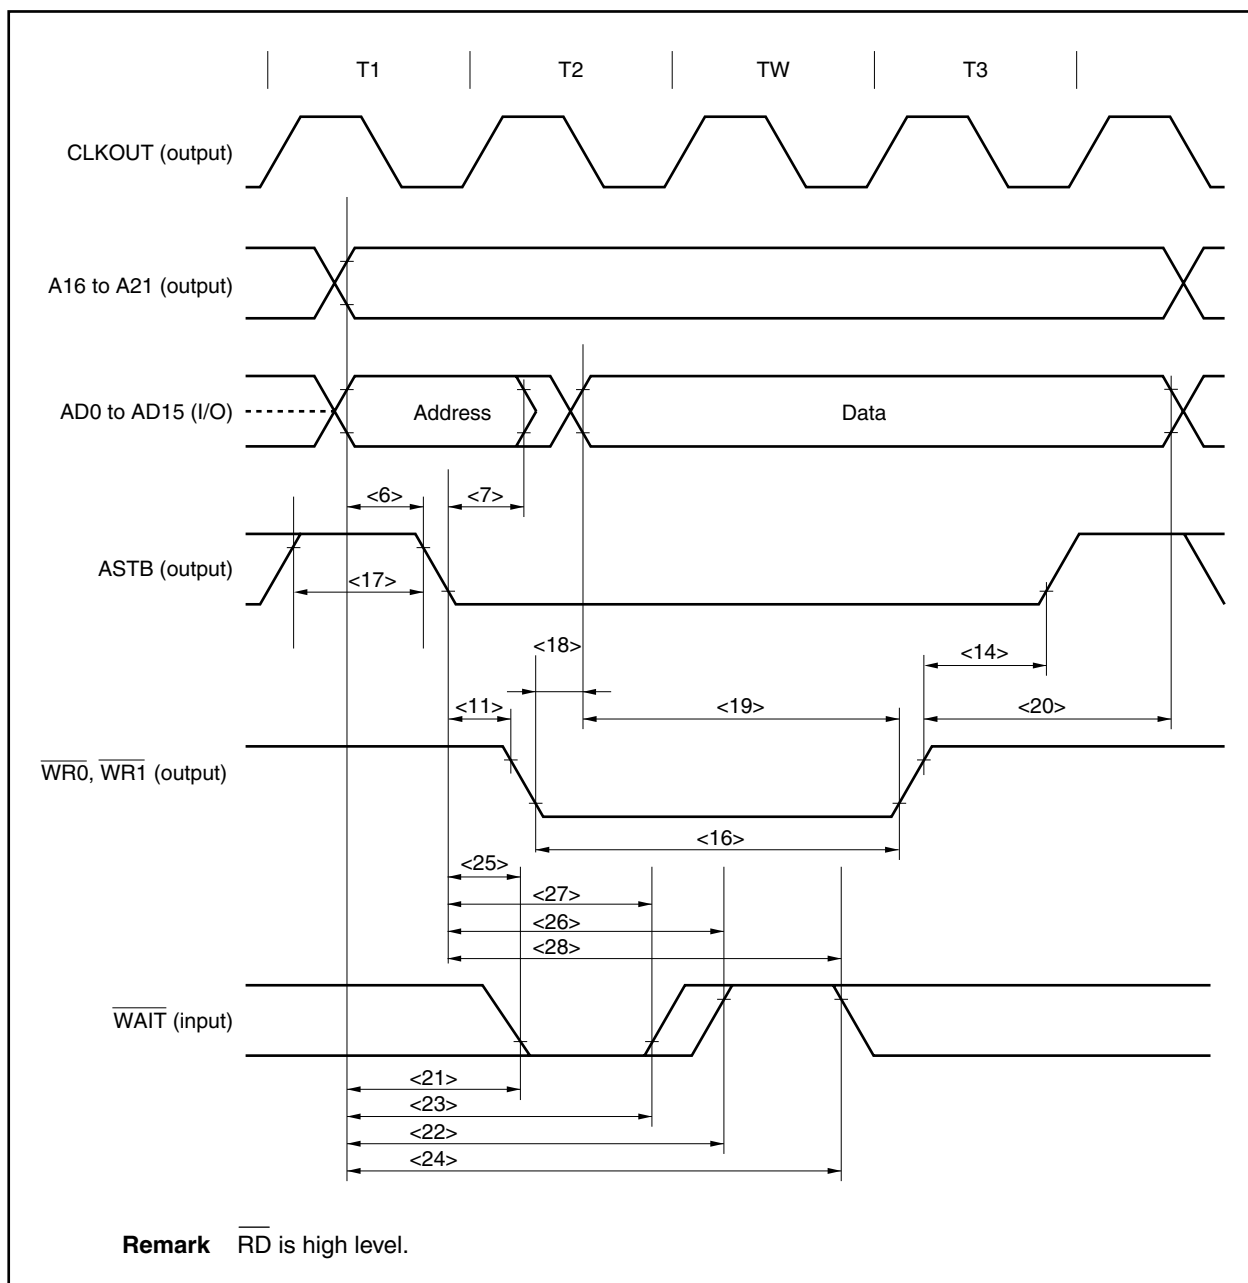 T1 T2 TW T3
CLKOUT (output)
A16 to A21 (output)
AD0 to AD15 (I/O) Address Data
<6> <7>
ASTB (output)
<17>
<18> <14>
<11> <19> <20>
WR0, WR1 (output)
<16>
<25>
<27>
<26>
<28>
WAIT (input)
<21>
<23>
<22>
<24>
Remark RD is high level.